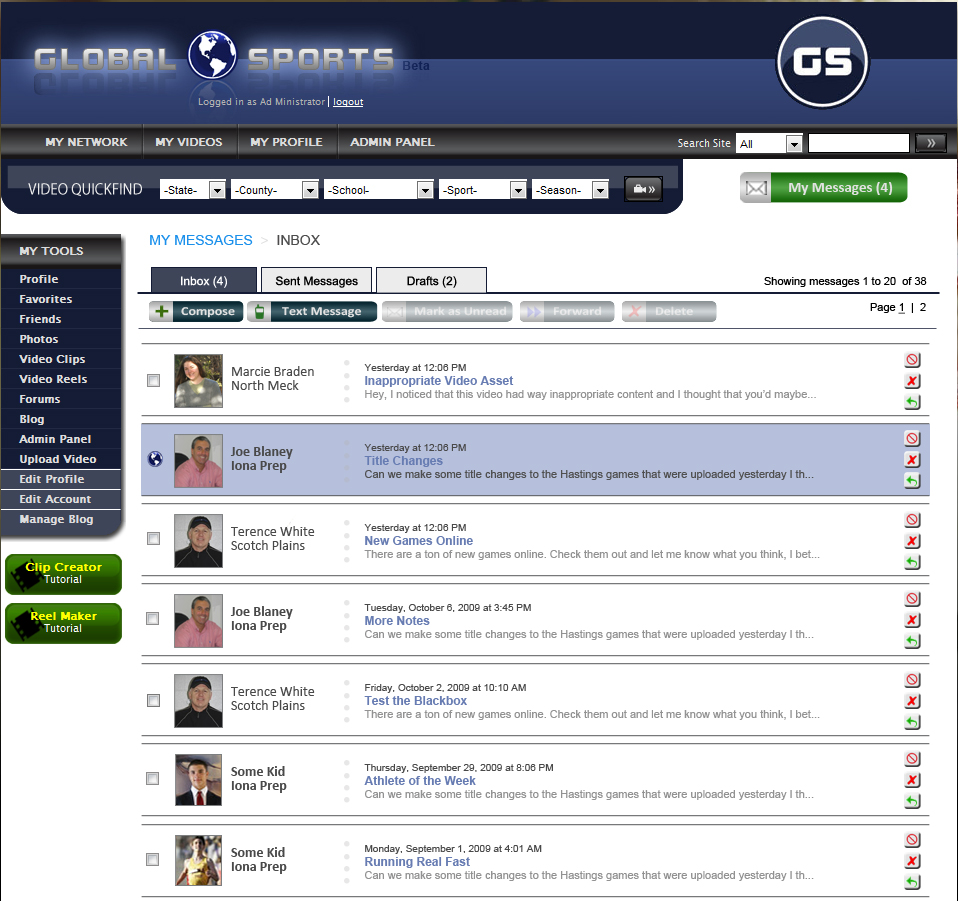 GLOBAL SPORTS Beta
GS
Logged in as Ad Ministrator | logout
MY NETWORK MY VIDEOS MY PROFILE ADMIN PANEL Search Site All »
VIDEO QUICKFIND -State- -County- -School- -Sport- -Season- »
My Messages (4)
MY MESSAGES > INBOX
MY TOOLS
Profile
Favorites
Friends
Photos
Video Clips
Video Reels
Forums
Blog
Admin Panel
Upload Video
Edit Profile
Edit Account
Manage Blog
Clip Creator
Tutorial
Reel Maker
Tutorial
Inbox (4) Sent Messages Drafts (2) Showing messages 1 to 20 of 38
Compose Text Message Mark as Unread Forward Delete Page 1 | 2
Marcie Braden
North Meck
Yesterday at 12:06 PM
Inappropriate Video Asset
Hey, I noticed that this video had way inappropriate content and I thought that you'd maybe...
Joe Blaney
Iona Prep
Yesterday at 12:06 PM
Title Changes
Can we make some title changes to the Hastings games that were uploaded yesterday I th...
Terence White
Scotch Plains
Yesterday at 12:06 PM
New Games Online
There are a ton of new games online. Check them out and let me know what you think, I bet...
Joe Blaney
Iona Prep
Tuesday, October 6, 2009 at 3:45 PM
More Notes
Can we make some title changes to the Hastings games that were uploaded yesterday I th...
Terence White
Scotch Plains
Friday, October 2, 2009 at 10:10 AM
Test the Blackbox
There are a ton of new games online. Check them out and let me know what you think, I bet...
Some Kid
Iona Prep
Thursday, September 29, 2009 at 8:06 PM
Athlete of the Week
Can we make some title changes to the Hastings games that were uploaded yesterday I th...
Some Kid
Iona Prep
Monday, September 1, 2009 at 4:01 AM
Running Real Fast
Can we make some title changes to the Hastings games that were uploaded yesterday I th...